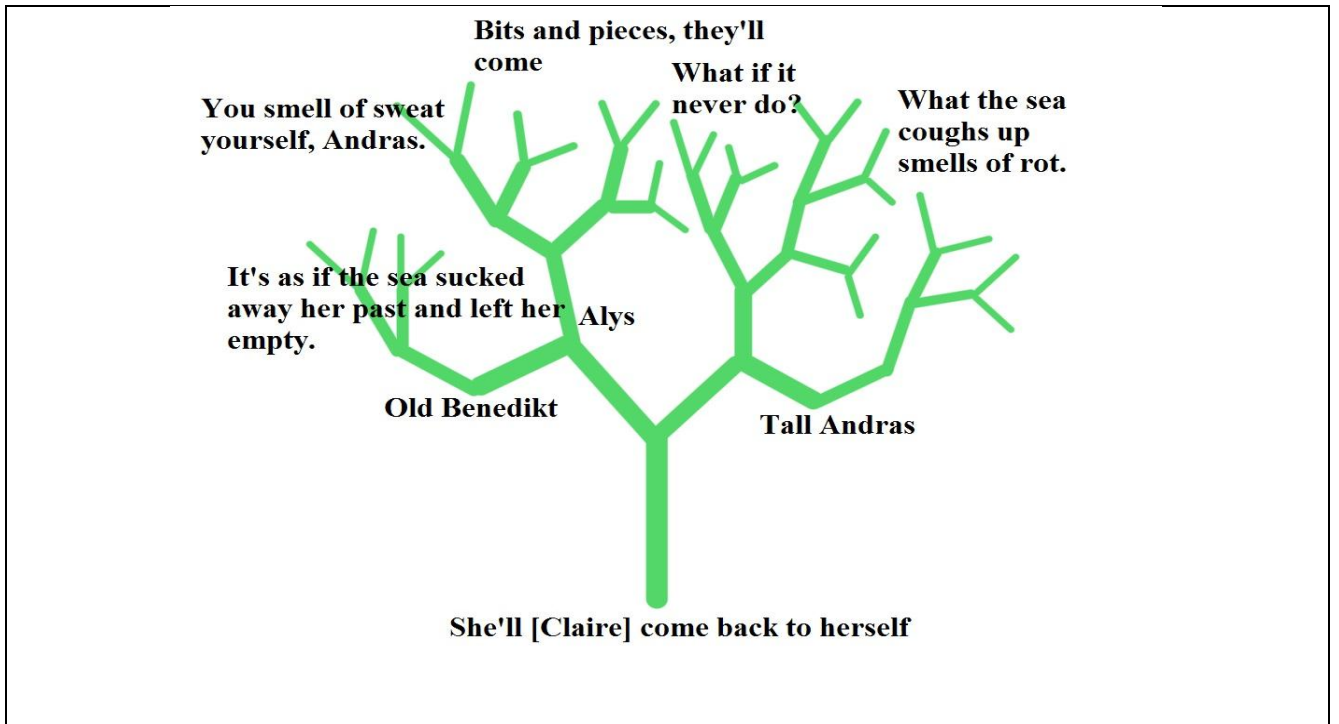 Bits and pieces, they'll
come
What if it
never do?
You smell of sweat
yourself, Andras.
What the sea
coughs up
smells of rot.
It's as if the sea sucked
away her past and left her
empty.
Alys
Old Benedikt
Tall Andras
She'll [Claire] come back to herself